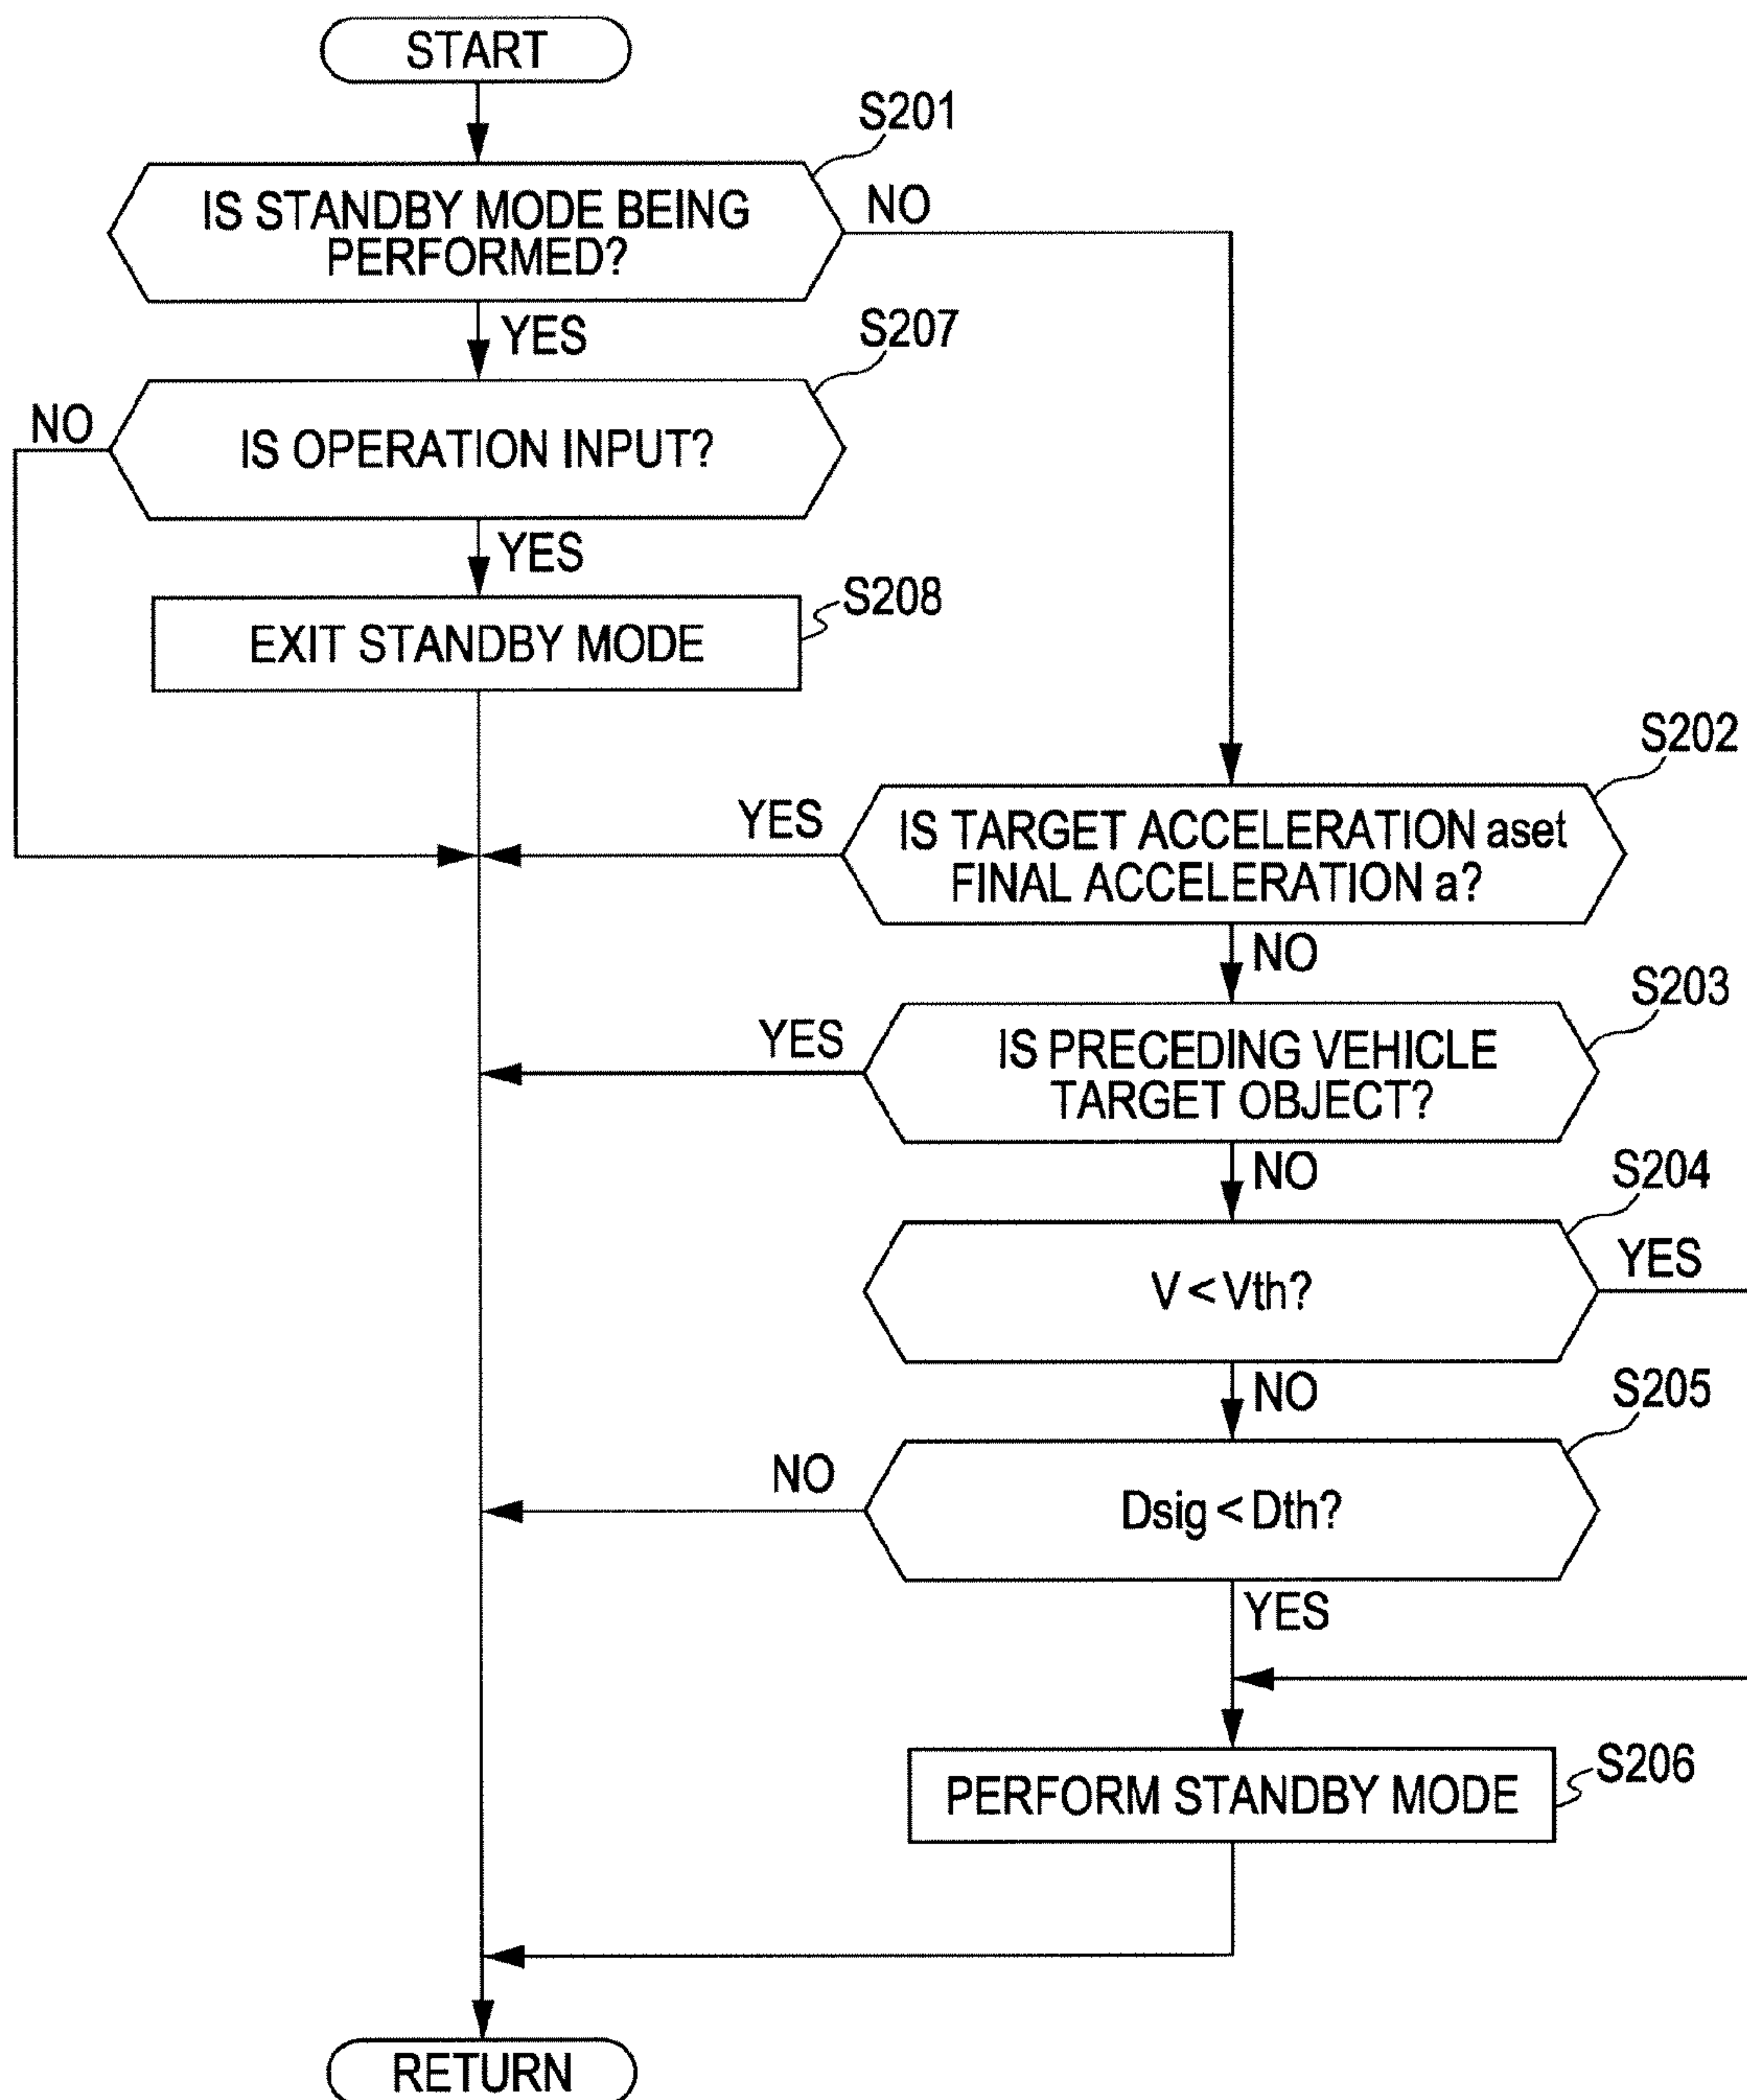 START
S201
IS STANDBY MODE BEING
PERFORMED?
NO
YES
S207
NO
IS OPERATION INPUT?
YES
S208
EXIT STANDBY MODE
S202
YES
IS TARGET ACCELERATION aset
FINAL ACCELERATION a?
NO
S203
YES
IS PRECEDING VEHICLE
TARGET OBJECT?
NO
S204
YES
V < Vth?
NO
S205
NO
Dsig < Dth?
YES
S206
PERFORM STANDBY MODE
RETURN